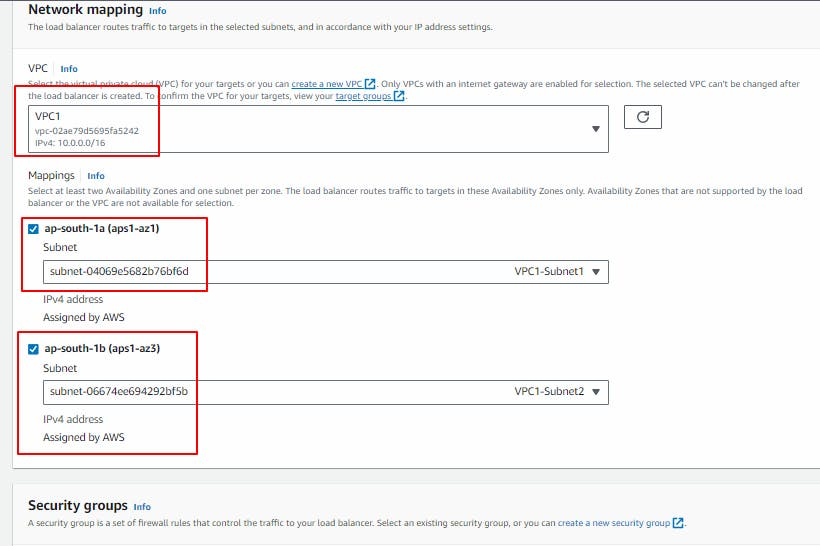 Network mapping Info
The load balancer routes traffic to targets in the selected subnets, and in accordance with your IP address settings.
VPC Info
Select the virtual private cloud (VPC) for your targets or you can create a new VPC. Only VPCs with an internet gateway are enabled for selection. The selected VPC can't be changed after
the load balancer is created. To confirm the VPC for your targets, view your target groups.
VPC1
vpc-02ae79d5695fa5242
IPv4: 10.0.0.0/16
Mappings Info
Select at least two Availability Zones and one subnet per zone. The load balancer routes traffic to targets in these Availability Zones only. Availability Zones that are not supported by the load
balancer or the VPC are not available for selection.
ap-south-1a (aps1-az1)
Subnet
subnet-04069e5682b76bf6d VPC1-Subnet1
IPv4 address
Assigned by AWS
ap-south-1b (aps1-az3)
Subnet
subnet-06674ee694292bf5b VPC1-Subnet2
IPv4 address
Assigned by AWS
Security groups Info
A security group is a set of firewall rules that control the traffic to your load balancer. Select an existing security group, or you can create a new security group.